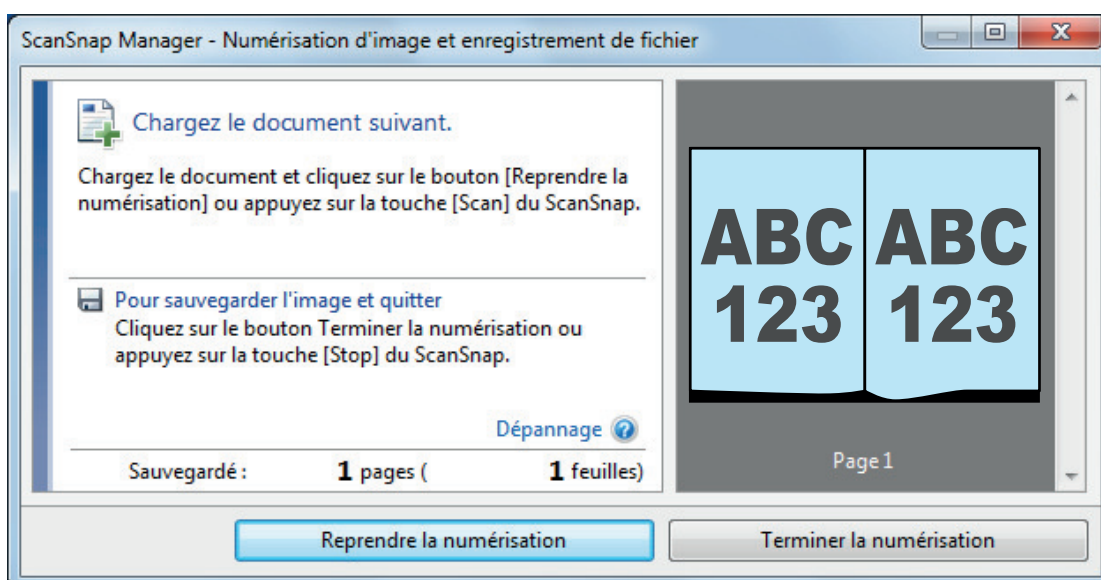 ScanSnap Manager - Numérisation d'image et enregistrement de fichier
Chargez le document suivant.
Chargez le document et cliquez sur le bouton [Reprendre la
numérisation] ou appuyez sur la touche [Scan] du ScanSnap.
Pour sauvegarder l'image et quitter
Cliquez sur le bouton Terminer la numérisation ou
appuyez sur la touche [Stop] du ScanSnap.
Dépannage
Sauvegardé : 1 pages ( 1 feuilles)
ABC ABC
123 123
Page 1
Reprendre la numérisation Terminer la numérisation